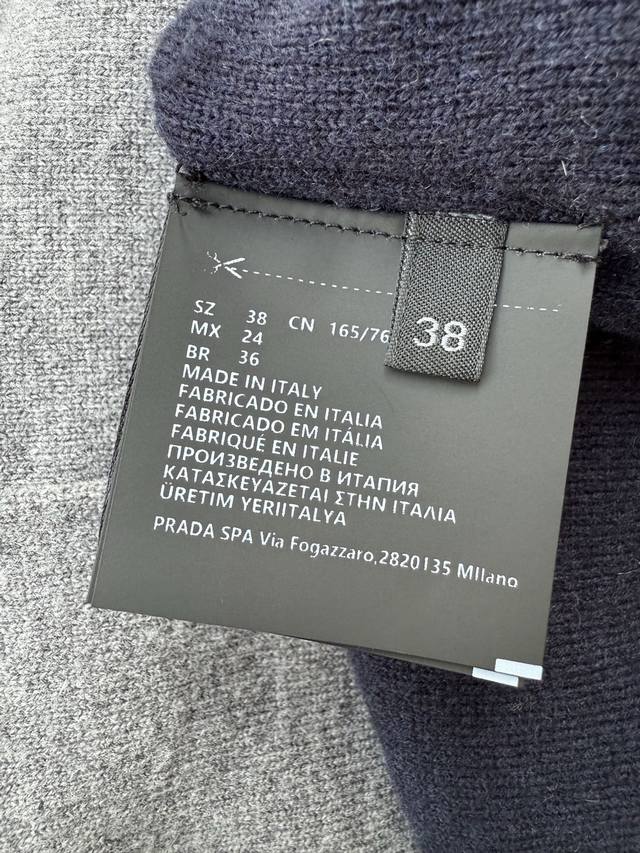 38
SZ 38 CN 165/76
MX 24
BR 36
MADE IN ITALY
FABRICADO EN ITALIA
FABRICADO EM ITÁLIA
FABRIQUÉ EN ITALIE
ПРОИЗВЕДЕНО В ИТАПИЯ
ΚΑΤΑΣΚΕΥΑΖΕΤΑΙ ΣΤΗΝ ΙΤΑΛΙΑ
ÜRETIM YERIITALYA
PRADA SPA Via Fogazzaro,2820135 MIlano